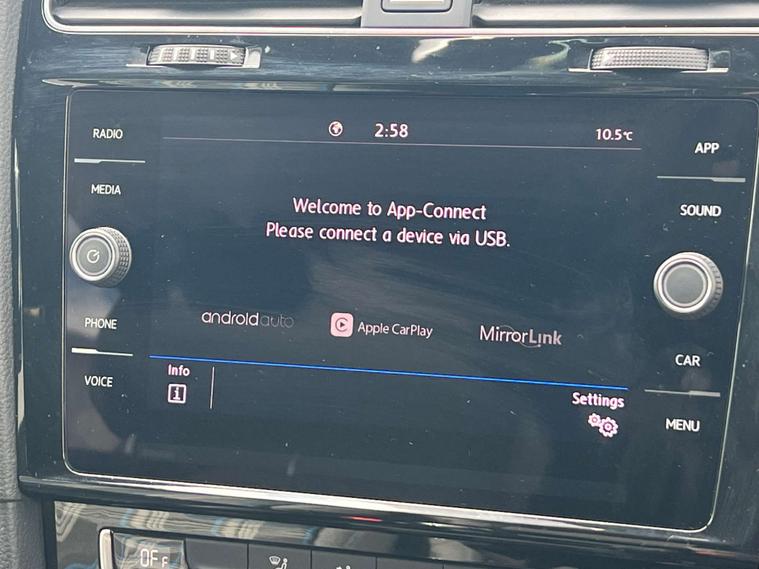 RADIO
MEDIA
PHONE
VOICE
2:58
10.5°C
Welcome to App-Connect
Please connect a device via USB.
androidauto
Apple CarPlay
MirrorLink
Info
Settings
APP
SOUND
CAR
MENU
OFF